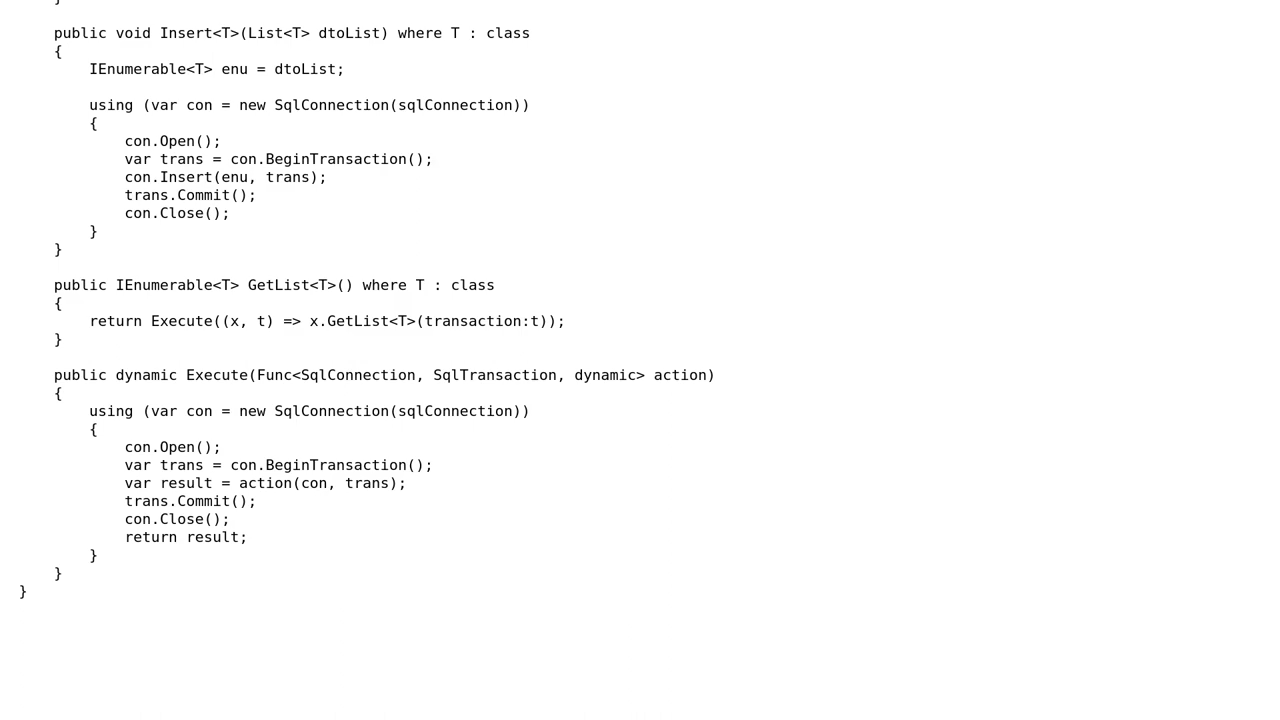 }
public void Insert<T>(List<T> dtoList) where T : class
{
IEnumerable<T> enu = dtoList;
using (var con = new SqlConnection(sqlConnection))
{
con.Open();
var trans = con.BeginTransaction();
con.Insert(enu, trans);
trans.Commit();
con.Close();
}
}
public IEnumerable<T> GetList<T>() where T : class
{
return Execute((x, t) => x.GetList<T>(transaction:t));
}
public dynamic Execute(Func<SqlConnection, SqlTransaction, dynamic> action)
{
using (var con = new SqlConnection(sqlConnection))
{
con.Open();
var trans = con.BeginTransaction();
var result = action(con, trans);
trans.Commit();
con.Close();
return result;
}
}
}